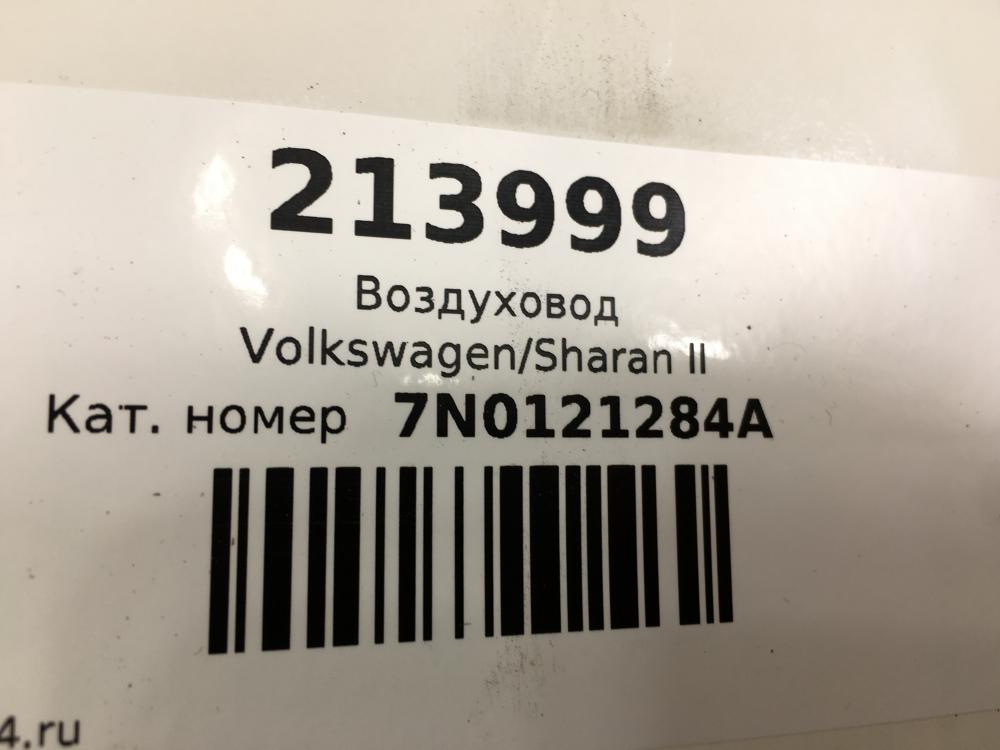 213999
Воздуховод
Volkswagen/Sharan II
Кат. номер 7N0121284A
4.ru